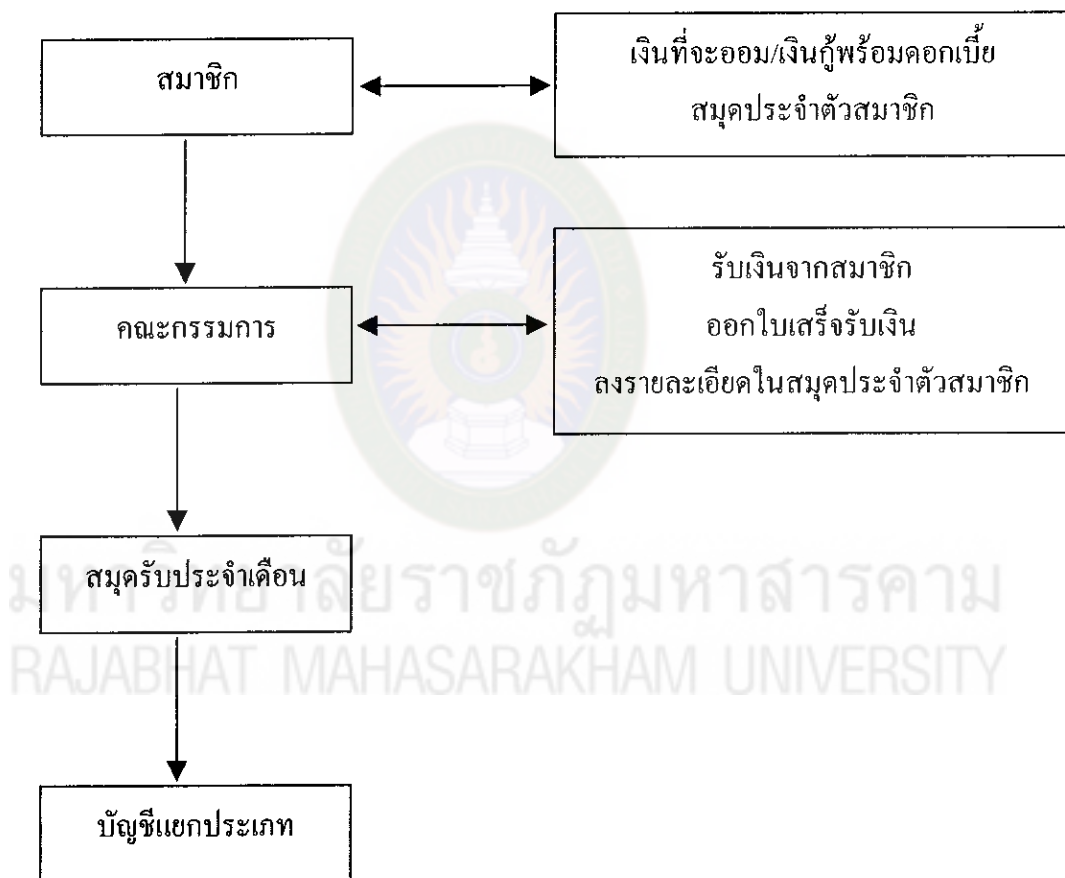 สมาชิก
เงินที่จะออม/เงินกู้พร้อมดอกเบี้ย
สมุดประจำตัวสมาชิก
คณะกรรมการ
รับเงินจากสมาชิก
ออกใบเสร็จรับเงิน
ลงรายละเอียดในสมุดประจำตัวสมาชิก
สมุดรับประจำเดือน
มหาวิทยาลัยราชภัฏมหาสารคาม
RAJABHAT MAHASARAKHAM UNIVERSITY
บัญชีแยกประเภท